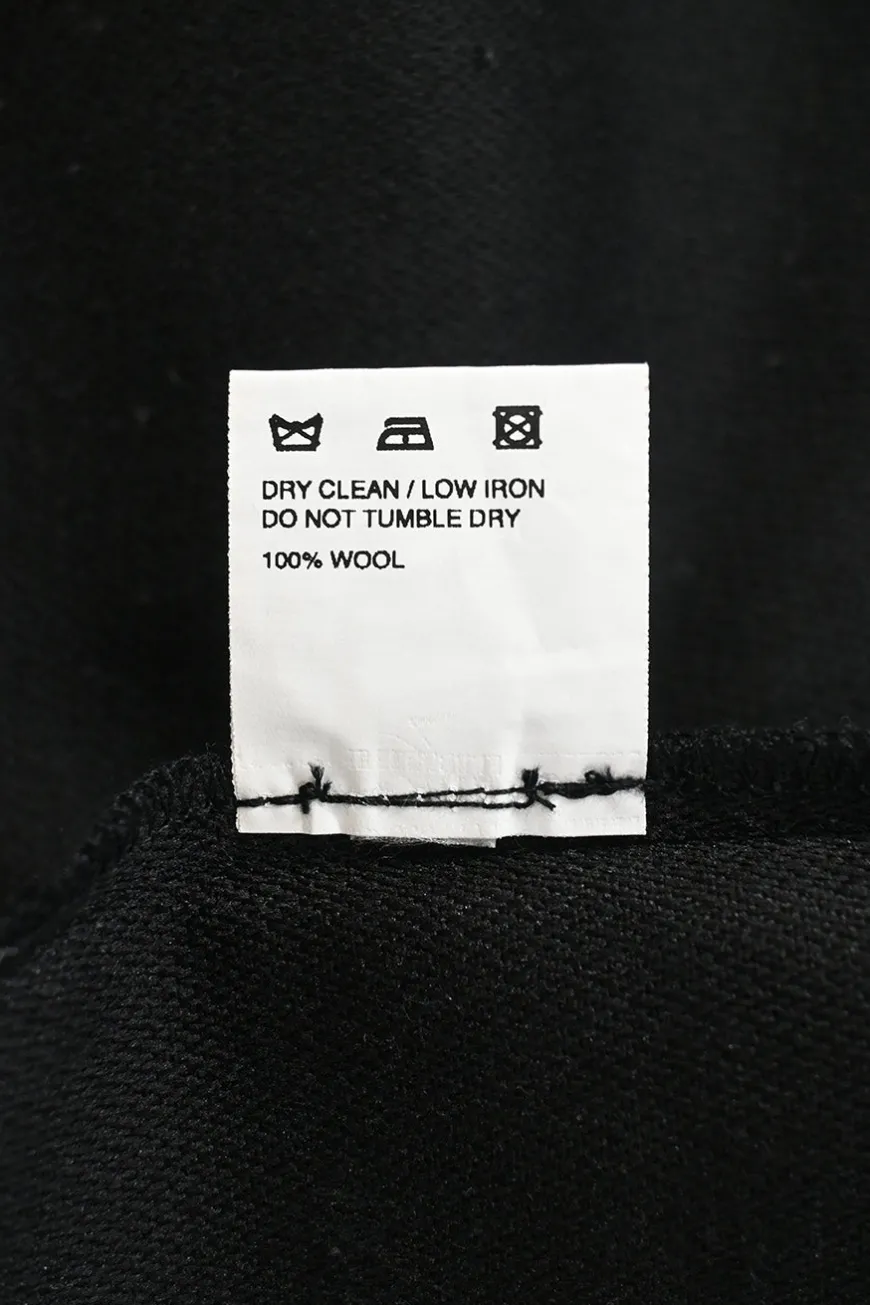 DRY CLEAN / LOW IRON
DO NOT TUMBLE DRY
100% WOOL